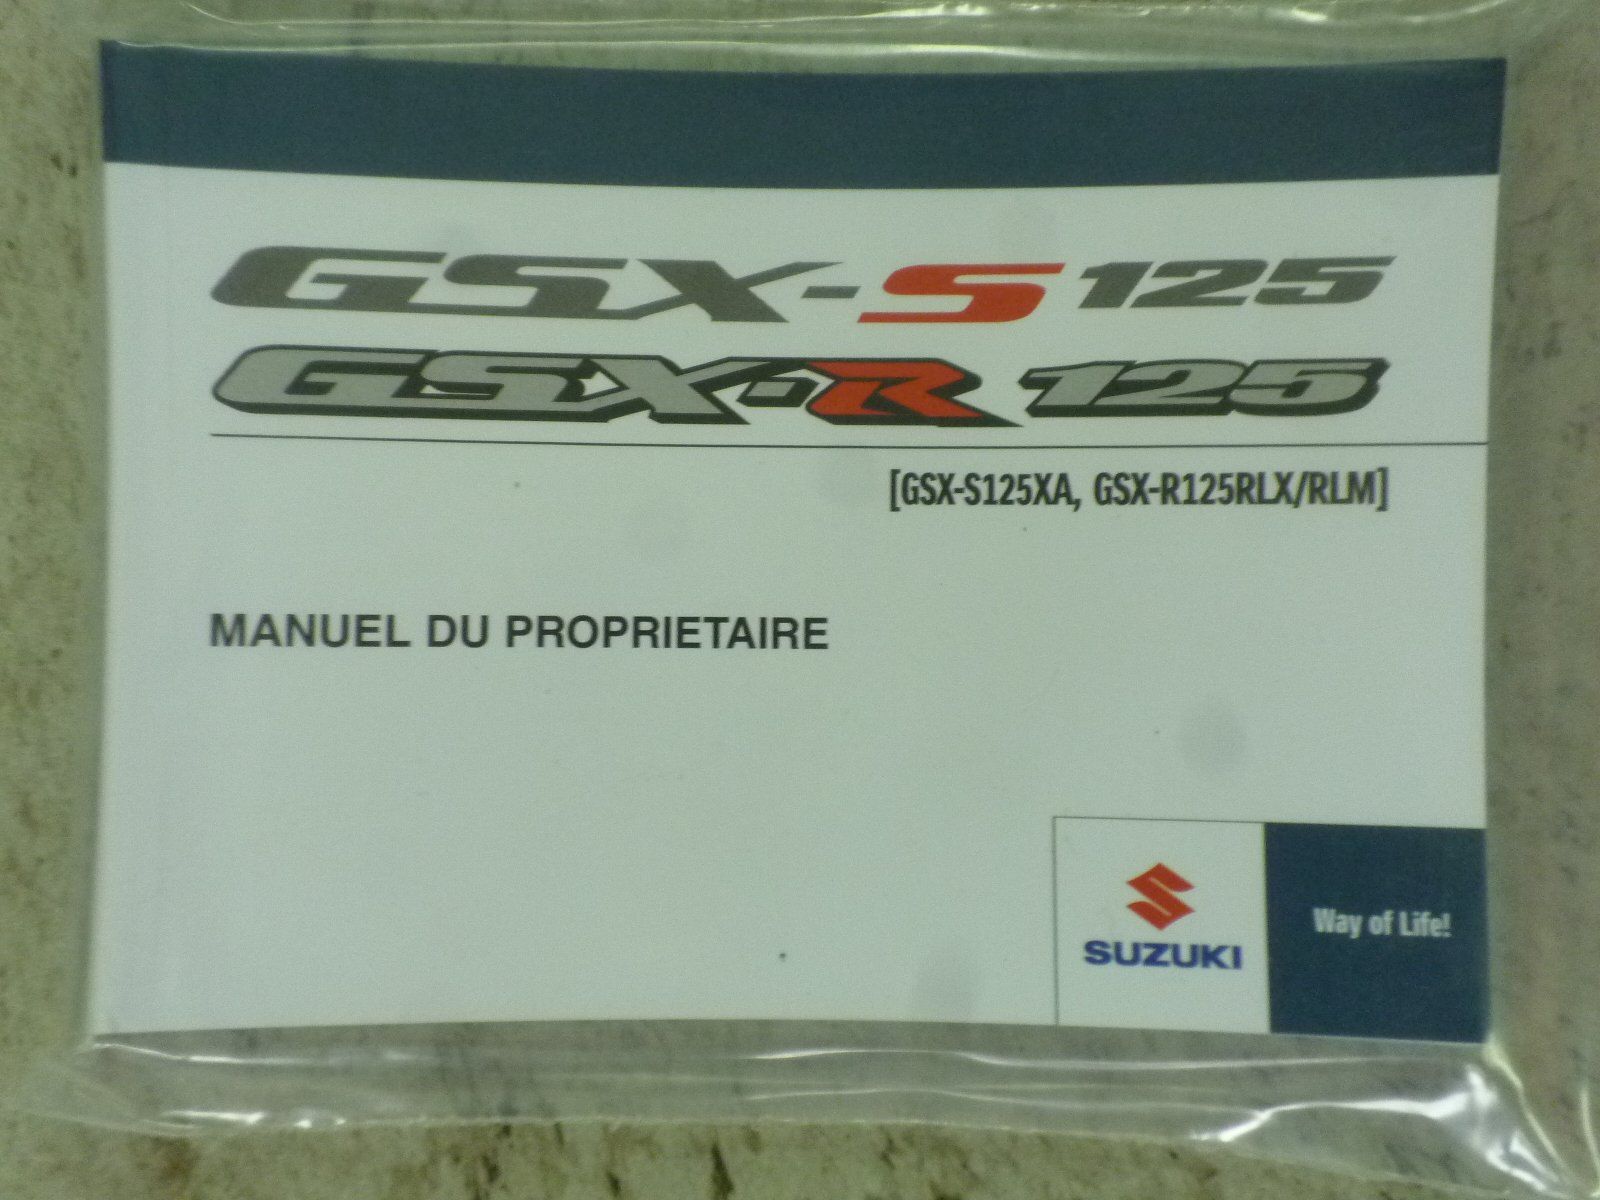 GSX-S125
GSX-R125
[GSX-S125XA, GSX-R125RLX/RLM]
MANUEL DU PROPRIETAIRE
SUZUKI
Way of Life!